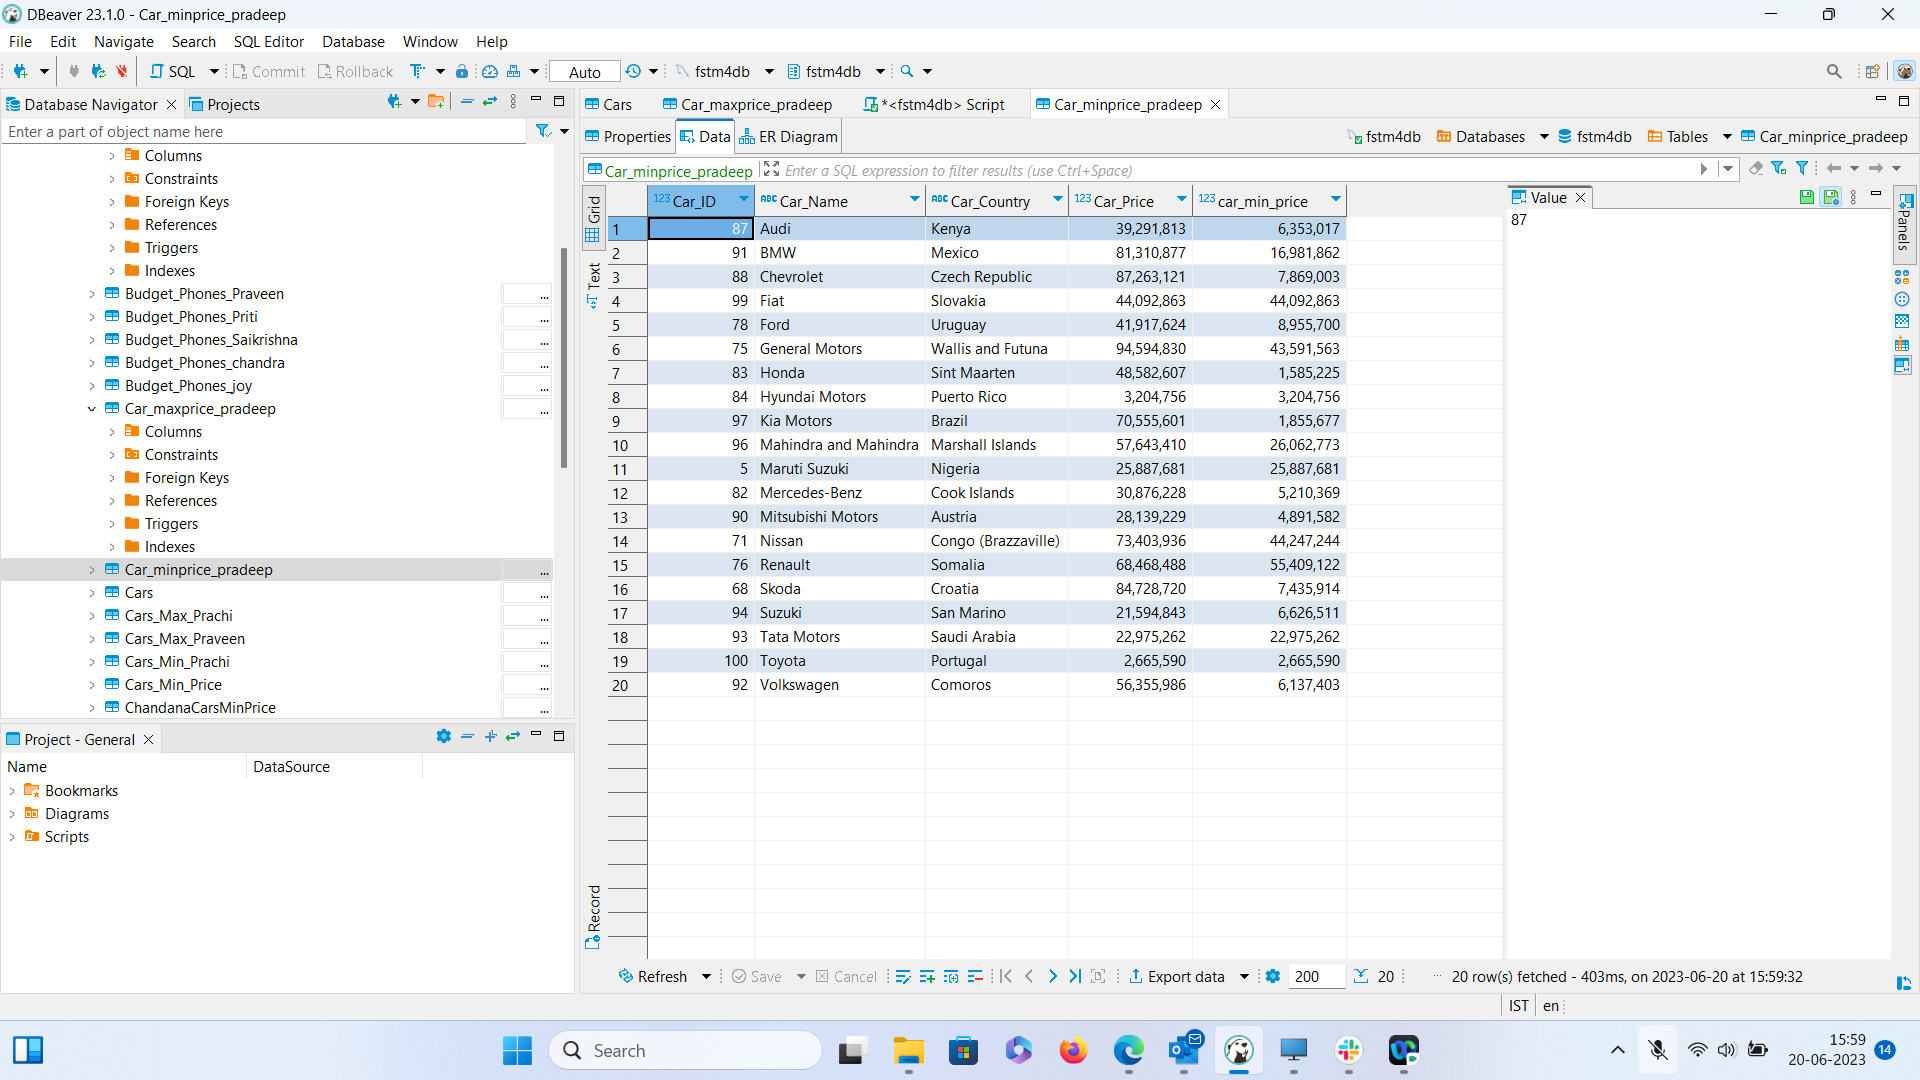 DBeaver 23.1.0 - Car_minprice_pradeep
File Edit Navigate Search SQL Editor Database Window Help
SQL Commit Rollback Auto fstm4db fstm4db
Database Navigator Projects
Enter a part of object name here
Columns
Constraints
Foreign Keys
References
Triggers
Indexes
Budget_Phones_Praveen ...
Budget_Phones_Priti ...
Budget_Phones_Saikrishna ...
Budget_Phones_chandra ...
Budget_Phones_joy ...
Car_maxprice_pradeep ...
Columns
Constraints
Foreign Keys
References
Triggers
Indexes
Car_minprice_pradeep ...
Cars ...
Cars_Max_Prachi ...
Cars_Max_Praveen ...
Cars_Min_Prachi ...
Cars_Min_Price ...
ChandanaCarsMinPrice ...
Project - General
Name DataSource
Bookmarks
Diagrams
Scripts
Cars Car_maxprice_pradeep *<fstm4db> Script Car_minprice_pradeep
Properties Data ER Diagram fstm4db Databases fstm4db Tables Car_minprice_pradeep
Car_minprice_pradeep Enter a SQL expression to filter results (use Ctrl+Space)
Grid
Text
Record
123 Car_ID ABC Car_Name ABC Car_Country 123 Car_Price 123 car_min_price
1 87 Audi Kenya 39,291,813 6,353,017
2 91 BMW Mexico 81,310,877 16,981,862
3 88 Chevrolet Czech Republic 87,263,121 7,869,003
4 99 Fiat Slovakia 44,092,863 44,092,863
5 78 Ford Uruguay 41,917,624 8,955,700
6 75 General Motors Wallis and Futuna 94,594,830 43,591,563
7 83 Honda Sint Maarten 48,582,607 1,585,225
8 84 Hyundai Motors Puerto Rico 3,204,756 3,204,756
9 97 Kia Motors Brazil 70,555,601 1,855,677
10 96 Mahindra and Mahindra Marshall Islands 57,643,410 26,062,773
11 5 Maruti Suzuki Nigeria 25,887,681 25,887,681
12 82 Mercedes-Benz Cook Islands 30,876,228 5,210,369
13 90 Mitsubishi Motors Austria 28,139,229 4,891,582
14 71 Nissan Congo (Brazzaville) 73,403,936 44,247,244
15 76 Renault Somalia 68,468,488 55,409,122
16 68 Skoda Croatia 84,728,720 7,435,914
17 94 Suzuki San Marino 21,594,843 6,626,511
18 93 Tata Motors Saudi Arabia 22,975,262 22,975,262
19 100 Toyota Portugal 2,665,590 2,665,590
20 92 Volkswagen Comoros 56,355,986 6,137,403
Value
87
Panels
Refresh Save Cancel Export data 200 20 ... 20 row(s) fetched - 403ms, on 2023-06-20 at 15:59:32
IST en
Search
15:59
20-06-2023
14